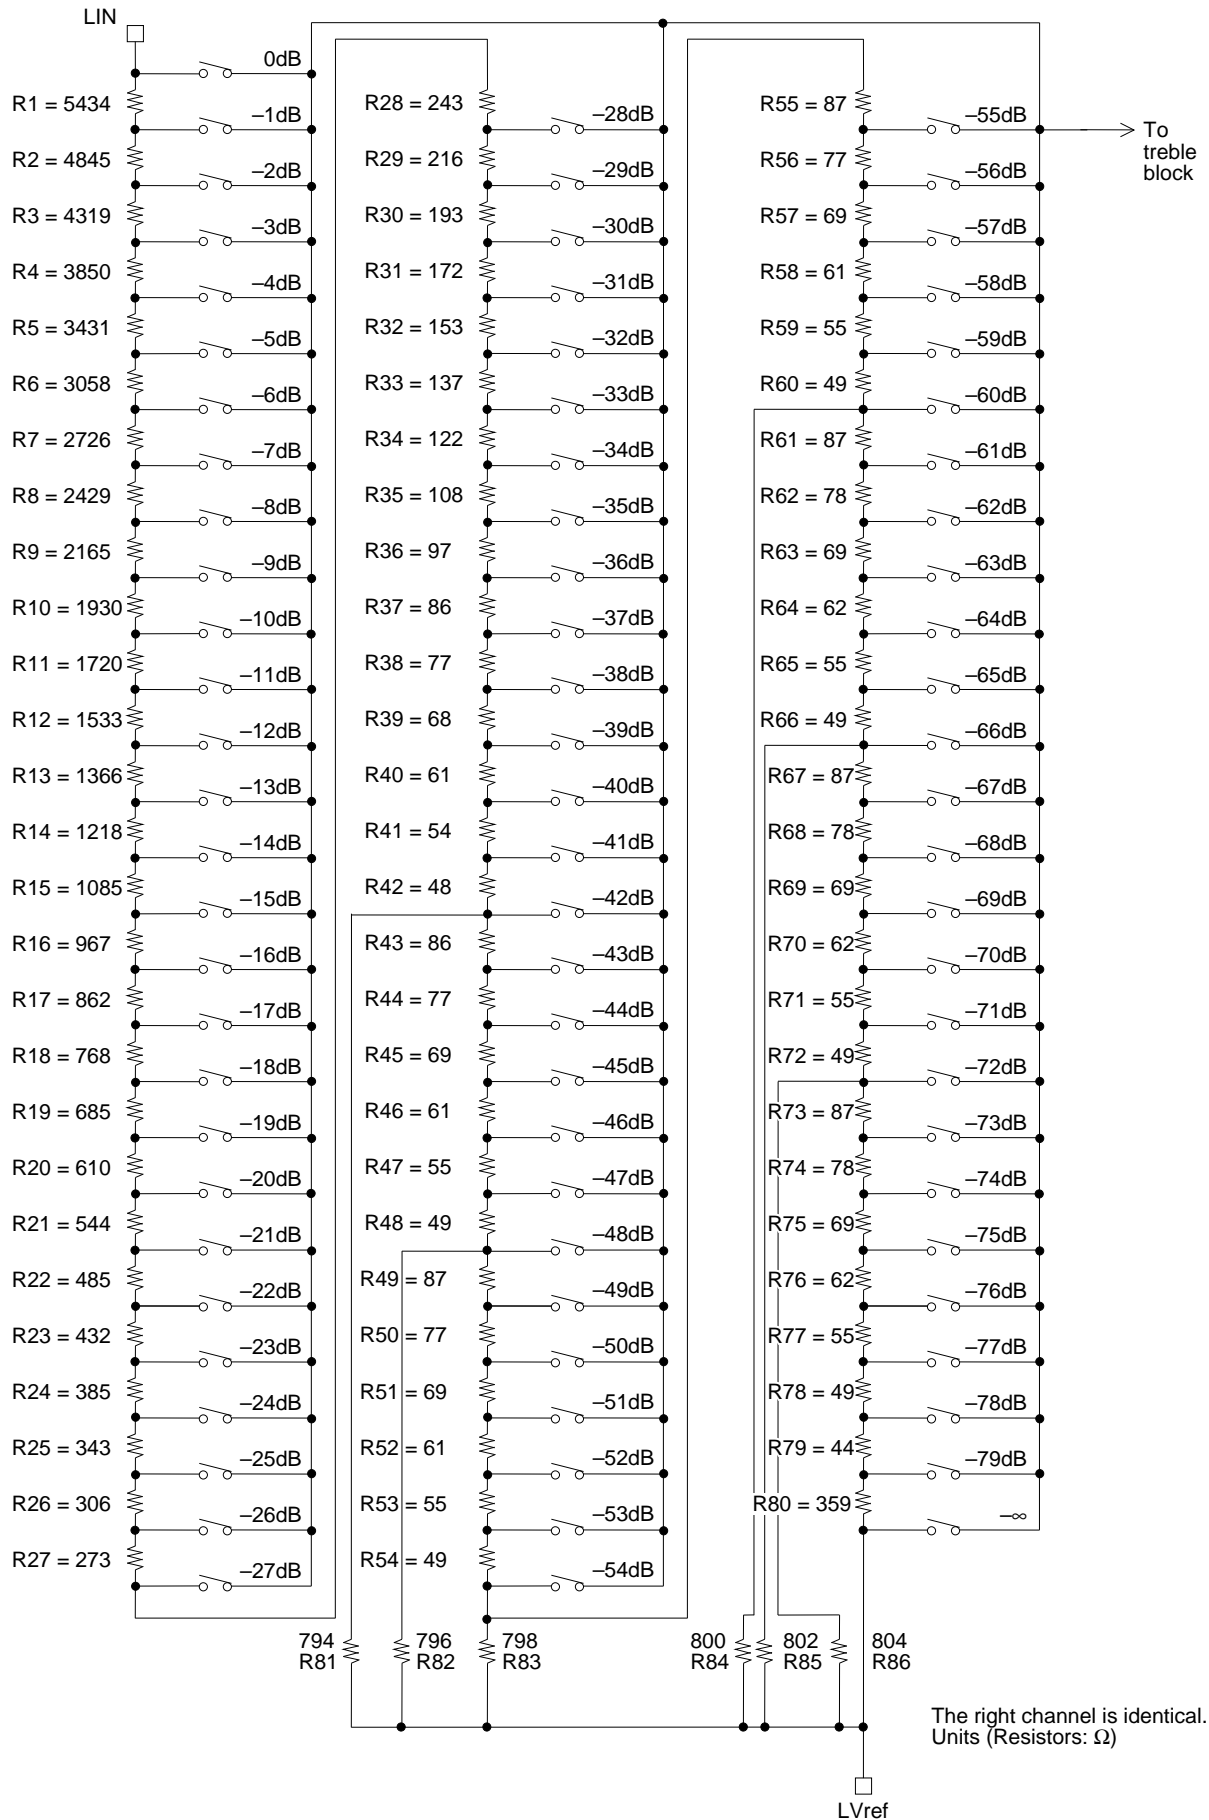 LIN
0dB
R1 = 5434
–1dB
R2 = 4845
–2dB
R3 = 4319
–3dB
R4 = 3850
–4dB
R5 = 3431
–5dB
R6 = 3058
–6dB
R7 = 2726
–7dB
R8 = 2429
–8dB
R9 = 2165
–9dB
R10 = 1930
–10dB
R11 = 1720
–11dB
R12 = 1533
–12dB
R13 = 1366
–13dB
R14 = 1218
–14dB
R15 = 1085
–15dB
R16 = 967
–16dB
R17 = 862
–17dB
R18 = 768
–18dB
R19 = 685
–19dB
R20 = 610
–20dB
R21 = 544
–21dB
R22 = 485
–22dB
R23 = 432
–23dB
R24 = 385
–24dB
R25 = 343
–25dB
R26 = 306
–26dB
R27 = 273
–27dB
R28 = 243
–28dB
R29 = 216
–29dB
R30 = 193
–30dB
R31 = 172
–31dB
R32 = 153
–32dB
R33 = 137
–33dB
R34 = 122
–34dB
R35 = 108
–35dB
R36 = 97
–36dB
R37 = 86
–37dB
R38 = 77
–38dB
R39 = 68
–39dB
R40 = 61
–40dB
R41 = 54
–41dB
R42 = 48
–42dB
R43 = 86
–43dB
R44 = 77
–44dB
R45 = 69
–45dB
R46 = 61
–46dB
R47 = 55
–47dB
R48 = 49
–48dB
R49 = 87
–49dB
R50 = 77
–50dB
R51 = 69
–51dB
R52 = 61
–52dB
R53 = 55
–53dB
R54 = 49
–54dB
R55 = 87
–55dB
R56 = 77
–56dB
R57 = 69
–57dB
R58 = 61
–58dB
R59 = 55
–59dB
R60 = 49
–60dB
R61 = 87
–61dB
R62 = 78
–62dB
R63 = 69
–63dB
R64 = 62
–64dB
R65 = 55
–65dB
R66 = 49
–66dB
R67 = 87
–67dB
R68 = 78
–68dB
R69 = 69
–69dB
R70 = 62
–70dB
R71 = 55
–71dB
R72 = 49
–72dB
R73 = 87
–73dB
R74 = 78
–74dB
R75 = 69
–75dB
R76 = 62
–76dB
R77 = 55
–77dB
R78 = 49
–78dB
R79 = 44
–79dB
R80 = 359
–∞
To
treble
block
794
R81
796
R82
798
R83
800
R84
802
R85
804
R86
The right channel is identical.
Units (Resistors: Ω)
LVref